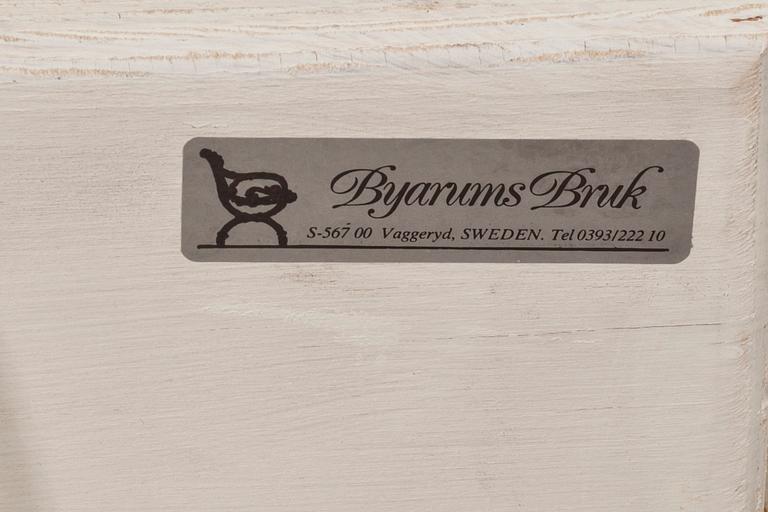 Byarums Bruk
S-567 00 Vaggeryd, SWEDEN. Tel 0393/222 10